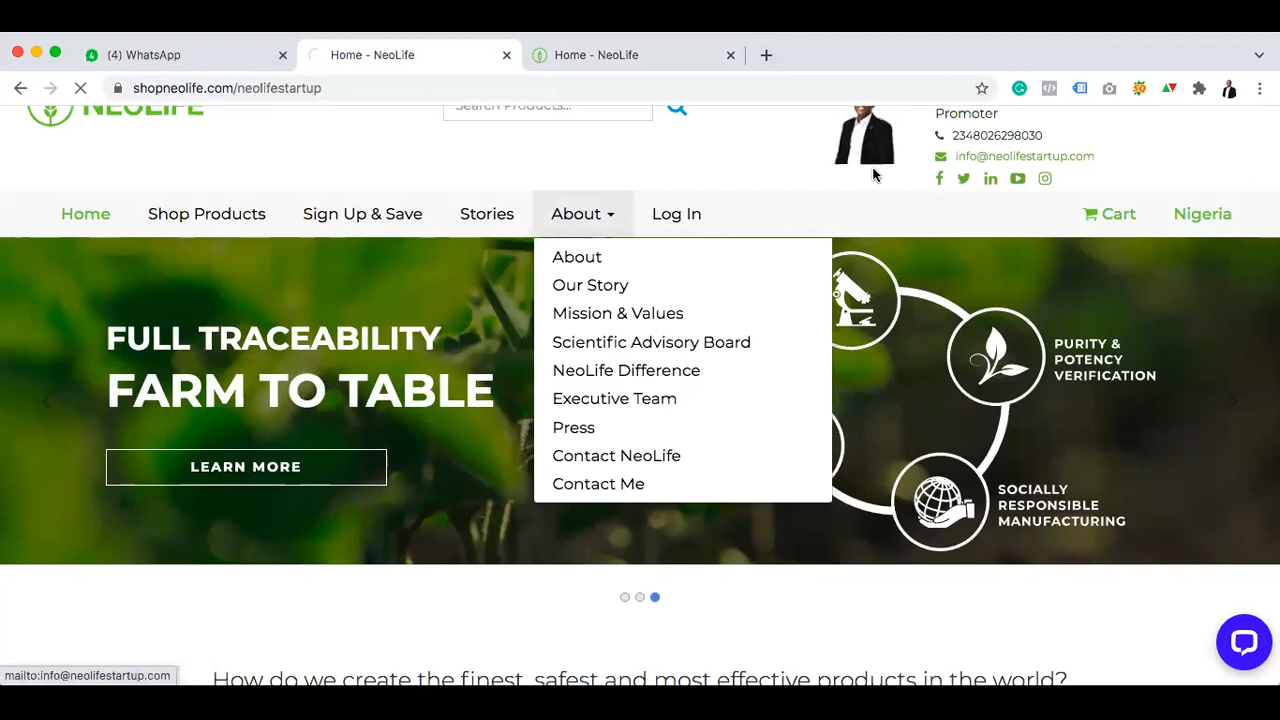 (4) WhatsApp
Home - NeoLife
Home - NeoLife
shopneolife.com/neolifestartup
NEOLIFE
Search Products...
Promoter
2348026298030
info@neolifestartup.com
Home
Shop Products
Sign Up & Save
Stories
About
Log In
Cart
Nigeria
About
Our Story
Mission & Values
Scientific Advisory Board
NeoLife Difference
Executive Team
Press
Contact NeoLife
Contact Me
FULL TRACEABILITY
FARM TO TABLE
LEARN MORE
PURITY &
POTENCY
VERIFICATION
SOCIALLY
RESPONSIBLE
MANUFACTURING
How do we create the finest, safest and most effective products in the world?
mailto:info@neolifestartup.com